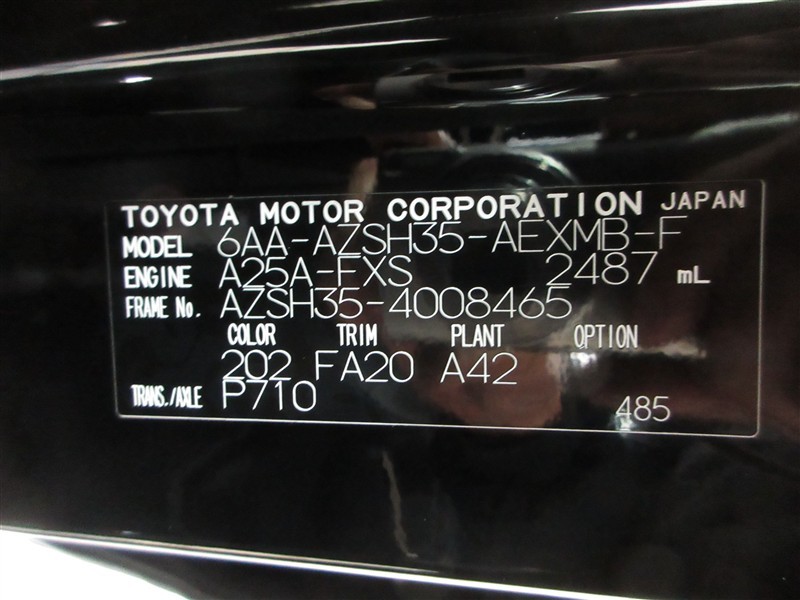 TOYOTA MOTOR CORPORATION JAPAN
MODEL 6AA-AZSH35-AEXMB-F
ENGINE A25A-FXS 2487 mL
FRAME No. AZSH35-4008465
COLOR TRIM PLANT OPTION
202 FA20 A42
TRANS./AXLE P710 485